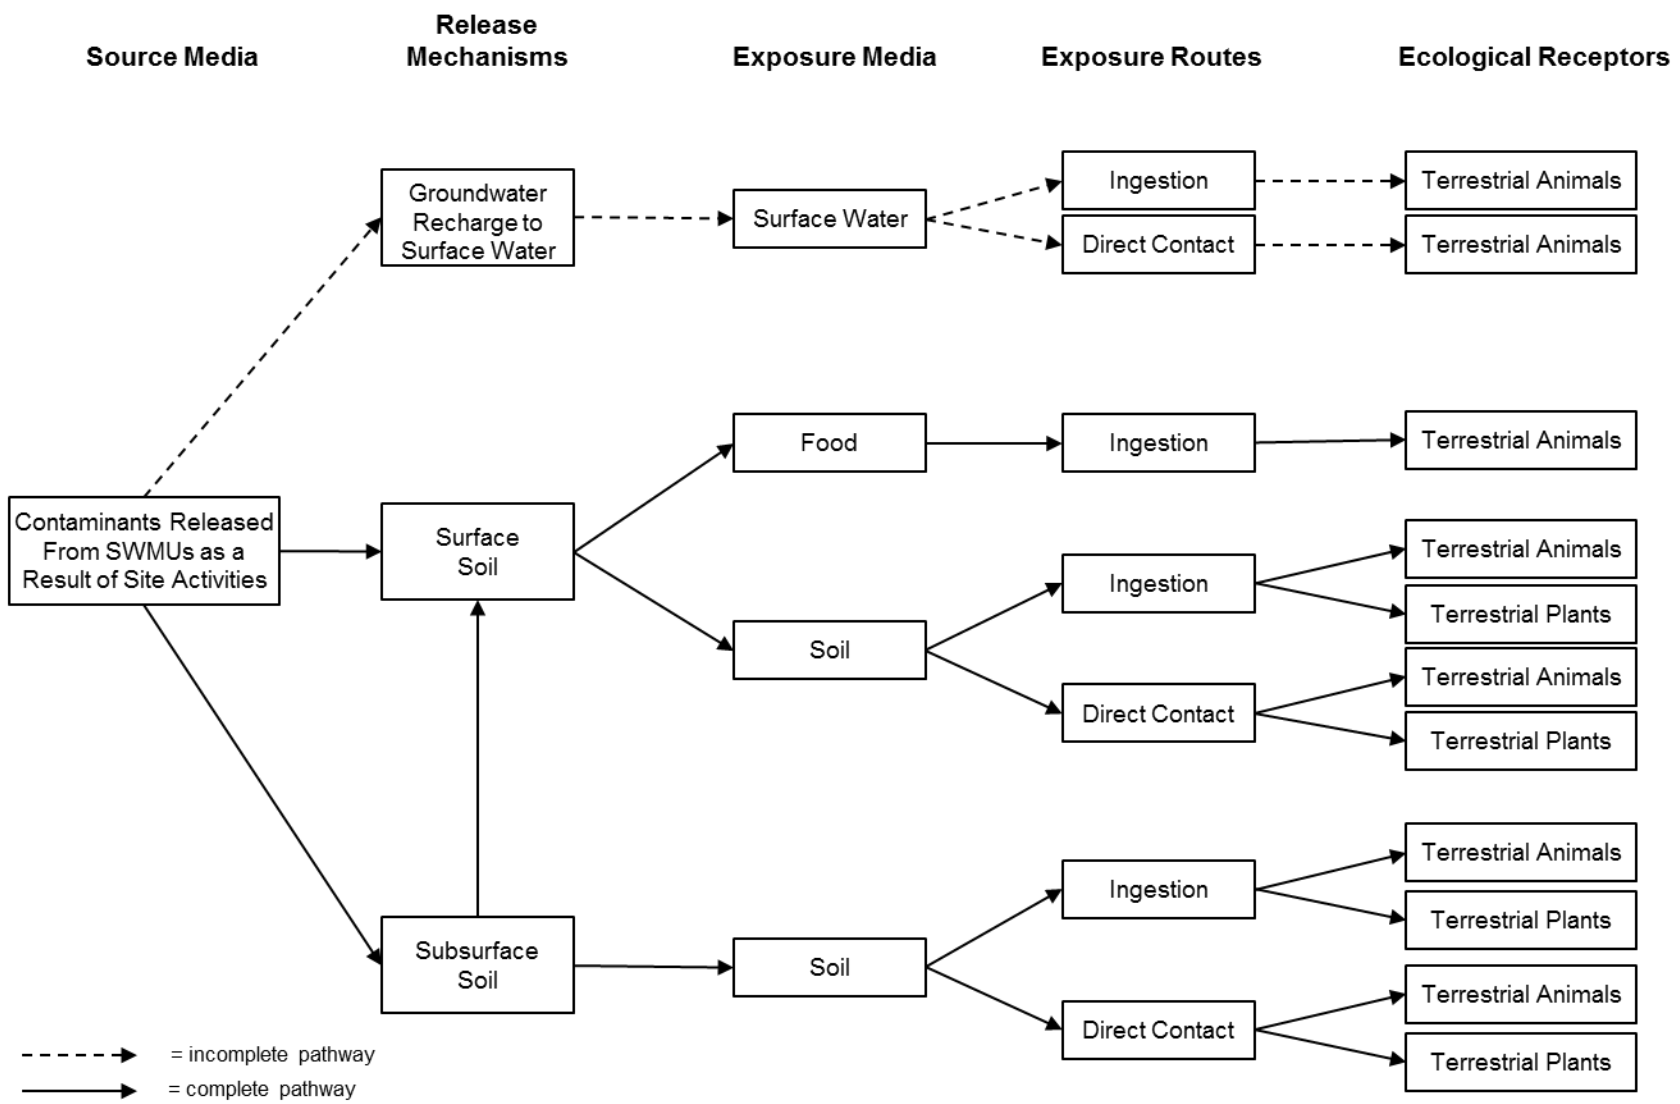 Source Media
Release
Mechanisms
Exposure Media
Exposure Routes
Ecological Receptors
Groundwater
Recharge to
Surface Water
Surface Water
Ingestion
Terrestrial Animals
Direct Contact
Terrestrial Animals
Contaminants Released
From SWMUs as a
Result of Site Activities
Surface
Soil
Food
Ingestion
Terrestrial Animals
Soil
Ingestion
Terrestrial Animals
Terrestrial Plants
Direct Contact
Terrestrial Animals
Terrestrial Plants
Subsurface
Soil
Soil
Ingestion
Terrestrial Animals
Terrestrial Plants
Direct Contact
Terrestrial Animals
Terrestrial Plants
= incomplete pathway
= complete pathway